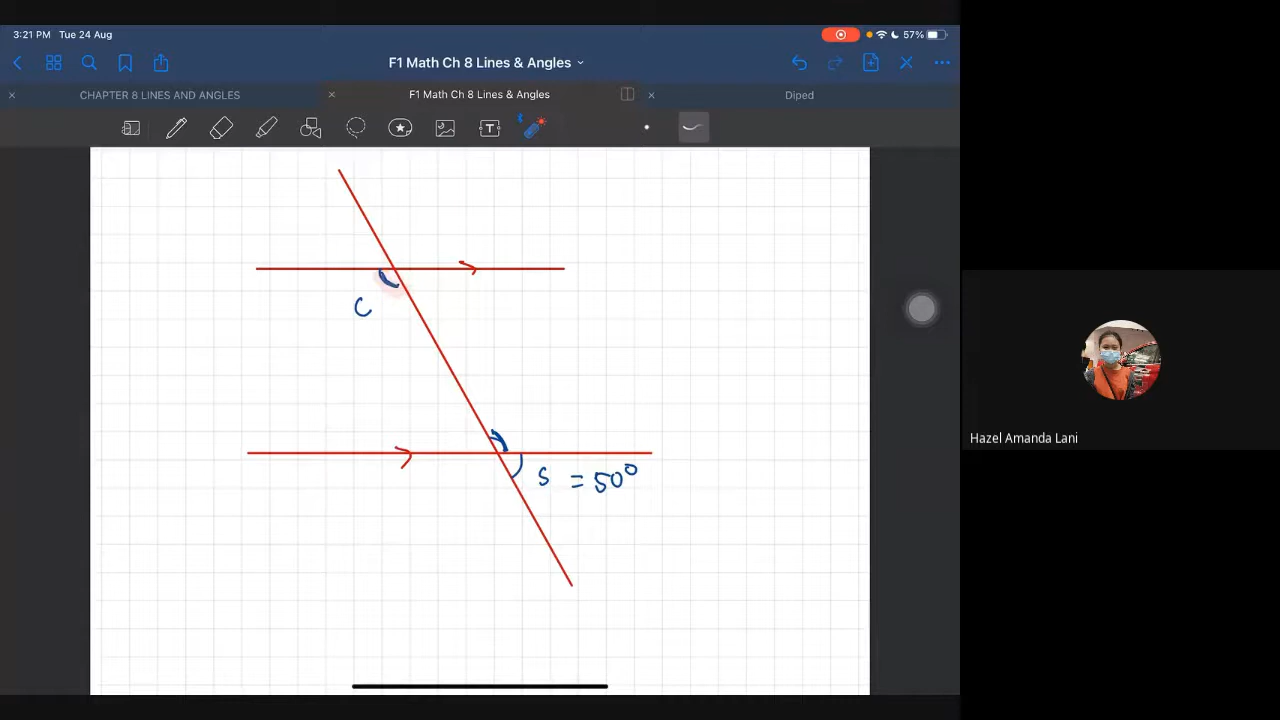 3:21 PM Tue 24 Aug
57%
F1 Math Ch 8 Lines & Angles
CHAPTER 8 LINES AND ANGLES
F1 Math Ch 8 Lines & Angles
Diped
T
C
s = 50°
Hazel Amanda Lani